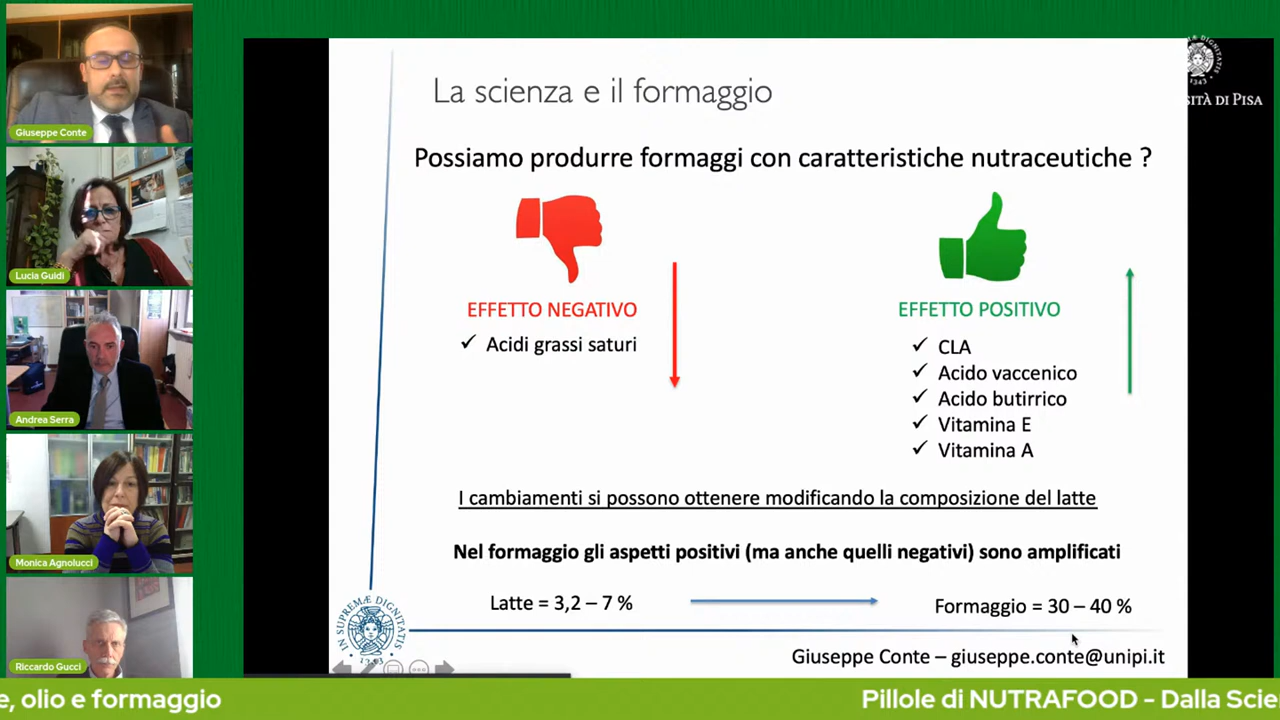 Giuseppe Conte
Lucia Guidi
Andrea Serra
Monica Agnolucci
Riccardo Gucci
La scienza e il formaggio
SITÀ DI PISA
Possiamo produrre formaggi con caratteristiche nutraceutiche ?
EFFETTO NEGATIVO
✓ Acidi grassi saturi
EFFETTO POSITIVO
✓ CLA
✓ Acido vaccenico
✓ Acido butirrico
✓ Vitamina E
✓ Vitamina A
I cambiamenti si possono ottenere modificando la composizione del latte
Nel formaggio gli aspetti positivi (ma anche quelli negativi) sono amplificati
Latte = 3,2 – 7 %
Formaggio = 30 – 40 %
IN SUPREMÆ DIGNITATIS
1343
Giuseppe Conte – giuseppe.conte@unipi.it
e, olio e formaggio
Pillole di NUTRAFOOD - Dalla Scie